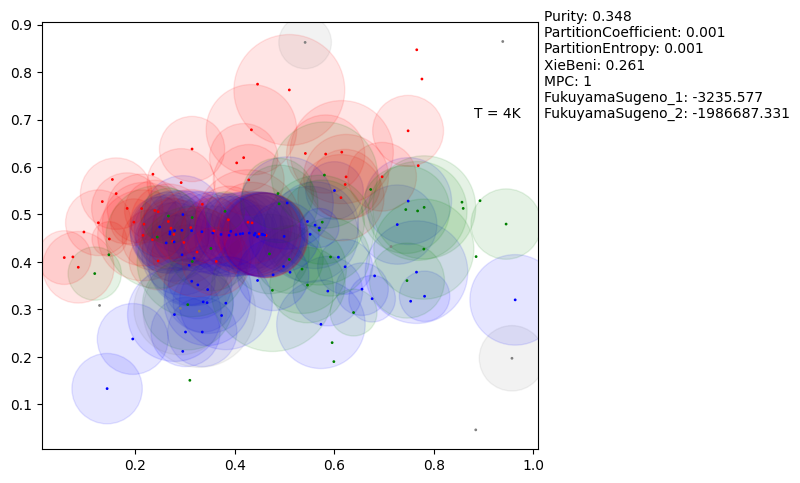 0.9
0.8
0.7
0.6
0.5
0.4
0.3
0.2
0.1
0.2
0.4
0.6
0.8
1.0
T = 4K
Purity: 0.348
PartitionCoefficient: 0.001
PartitionEntropy: 0.001
XieBeni: 0.261
MPC: 1
FukuyamaSugeno_1: -3235.577
FukuyamaSugeno_2: -1986687.331